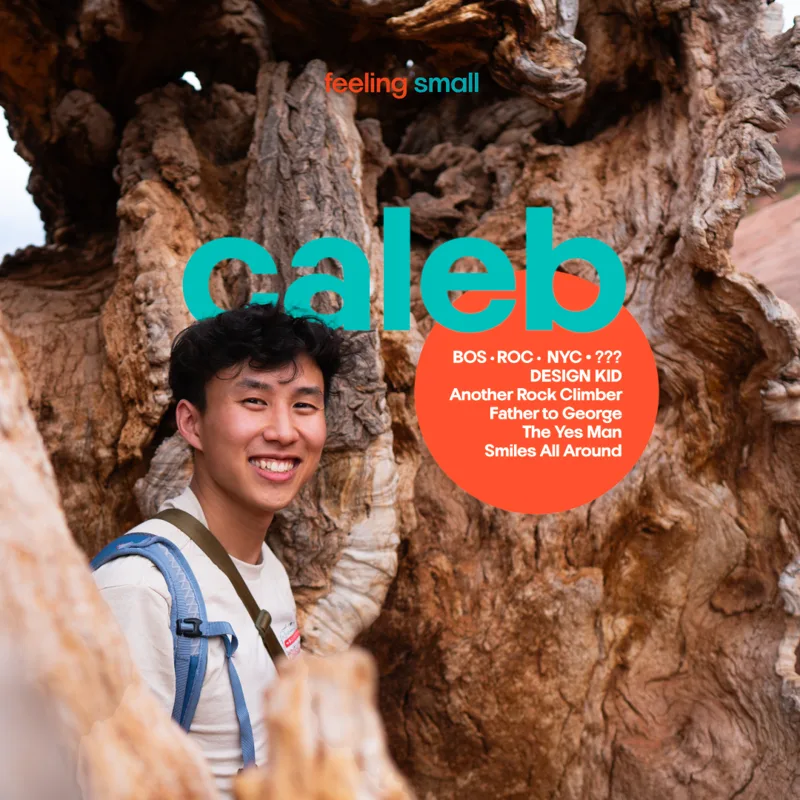 feeling small
caleb
BOS • ROC • NYC • ???
DESIGN KID
Another Rock Climber
Father to George
The Yes Man
Smiles All Around